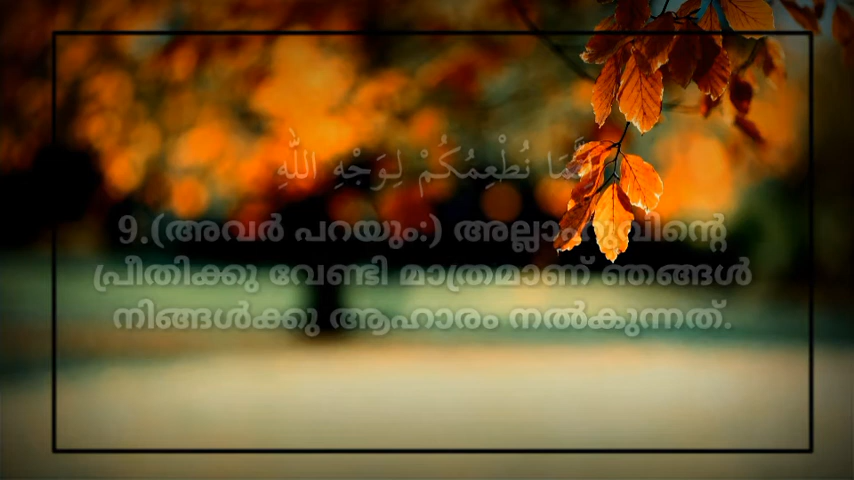 نُطْعِمُكُمْ لِوَجْهِ اللَّهِ
9.(അവർ പറയും.) അല്ലാഹുവിന്റെ
പ്രീതിക്കു വേണ്ടി മാത്രമാണ് ഞങ്ങൾ
നിങ്ങൾക്കു ആഹാരം നൽകുന്നത്.